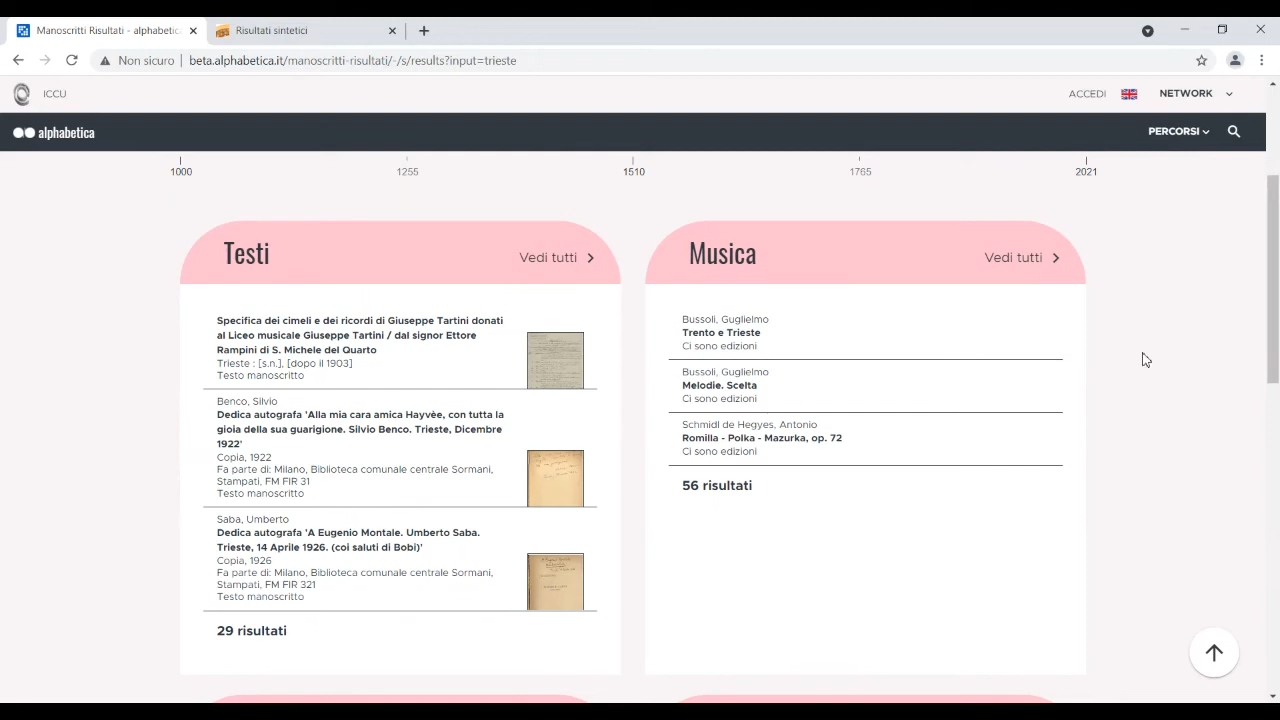 Manoscritti Risultati - alphabetic
Risultati sintetici
Non sicuro
beta.alphabetica.it/manoscritti-risultati/-/s/results?input=trieste
ICCU
ACCEDI
NETWORK
alphabetica
PERCORSI
1000
1255
1510
1765
2021
Testi
Vedi tutti
Specifica dei cimeli e dei ricordi di Giuseppe Tartini donati
al Liceo musicale Giuseppe Tartini / dal signor Ettore
Rampini di S. Michele del Quarto
Trieste : [s.n.], [dopo il 1903]
Testo manoscritto
Benco, Silvio
Dedica autografa 'Alla mia cara amica Hayvèe, con tutta la
gioia della sua guarigione. Silvio Benco. Trieste, Dicembre
1922'
Copia, 1922
Fa parte di: Milano, Biblioteca comunale centrale Sormani,
Stampati, FM FIR 31
Testo manoscritto
Saba, Umberto
Dedica autografa 'A Eugenio Montale. Umberto Saba.
Trieste, 14 Aprile 1926. (coi saluti di Bobi)'
Copia, 1926
Fa parte di: Milano, Biblioteca comunale centrale Sormani,
Stampati, FM FIR 321
Testo manoscritto
29 risultati
Musica
Vedi tutti
Bussoli, Guglielmo
Trento e Trieste
Ci sono edizioni
Bussoli, Guglielmo
Melodie. Scelta
Ci sono edizioni
Schmidl de Hegyes, Antonio
Romilla - Polka - Mazurka, op. 72
Ci sono edizioni
56 risultati